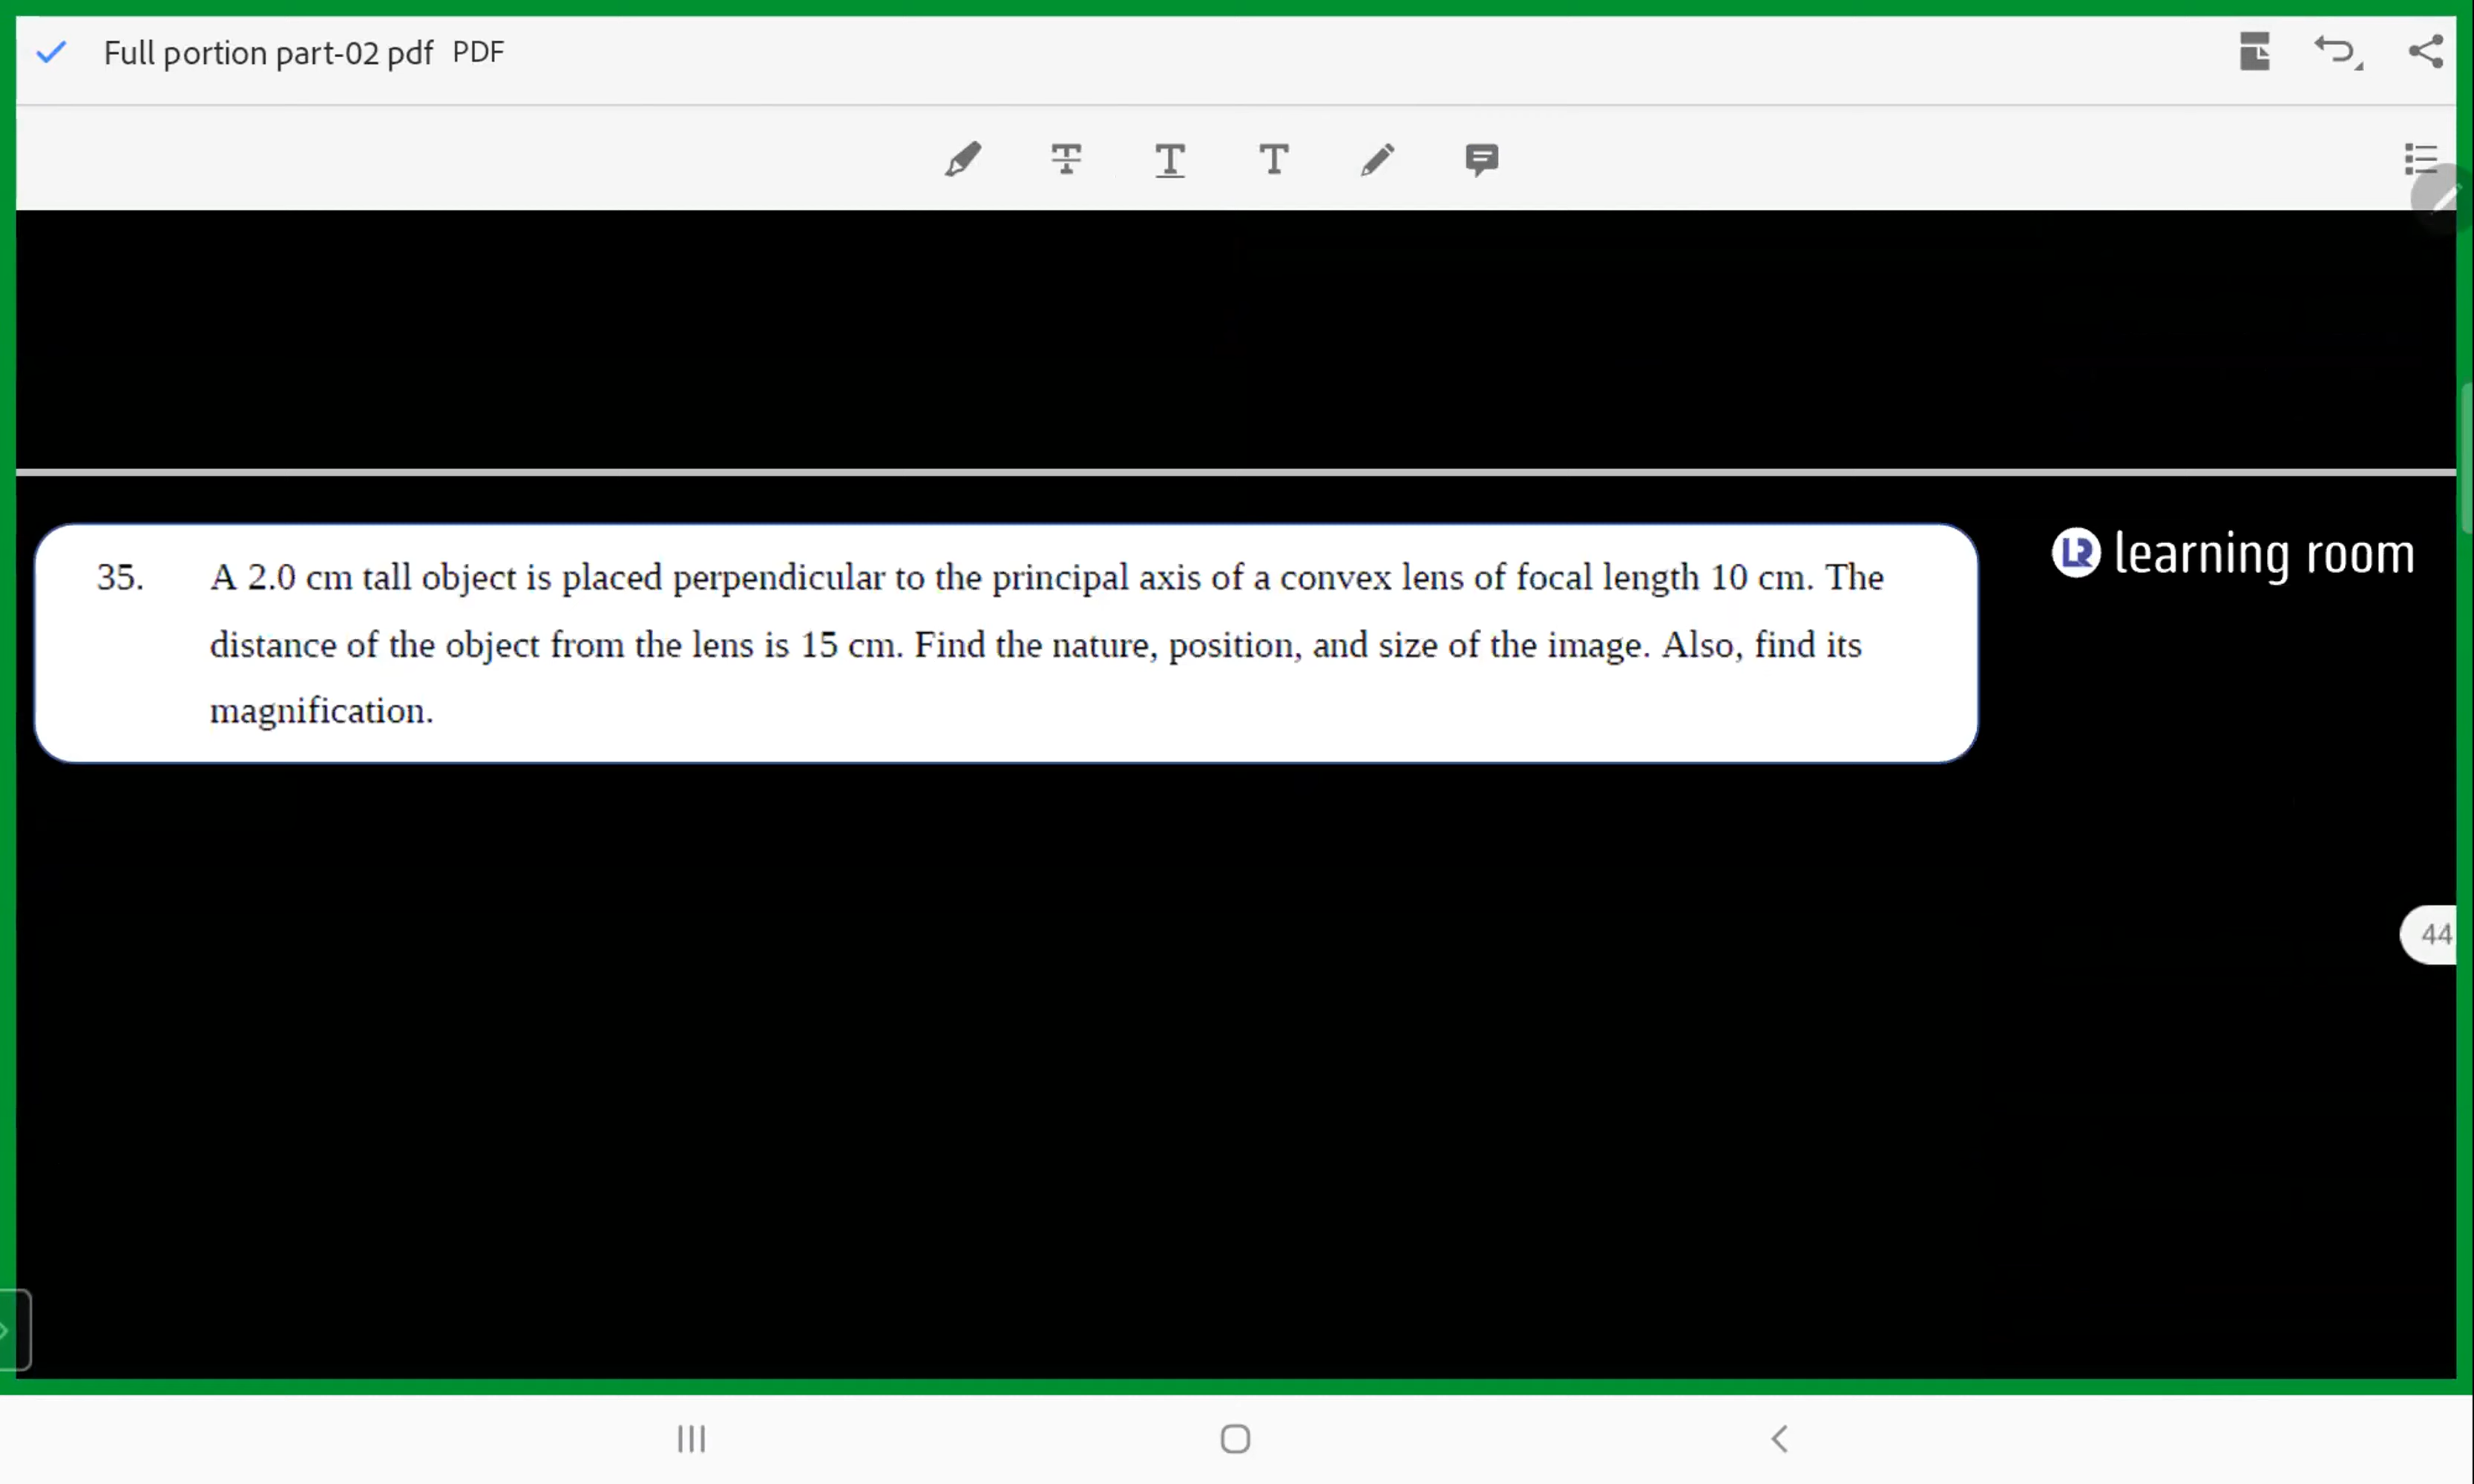 Full portion part-02 pdf PDF
35. A 2.0 cm tall object is placed perpendicular to the principal axis of a convex lens of focal length 10 cm. The
distance of the object from the lens is 15 cm. Find the nature, position, and size of the image. Also, find its
magnification.
LR learning room
44